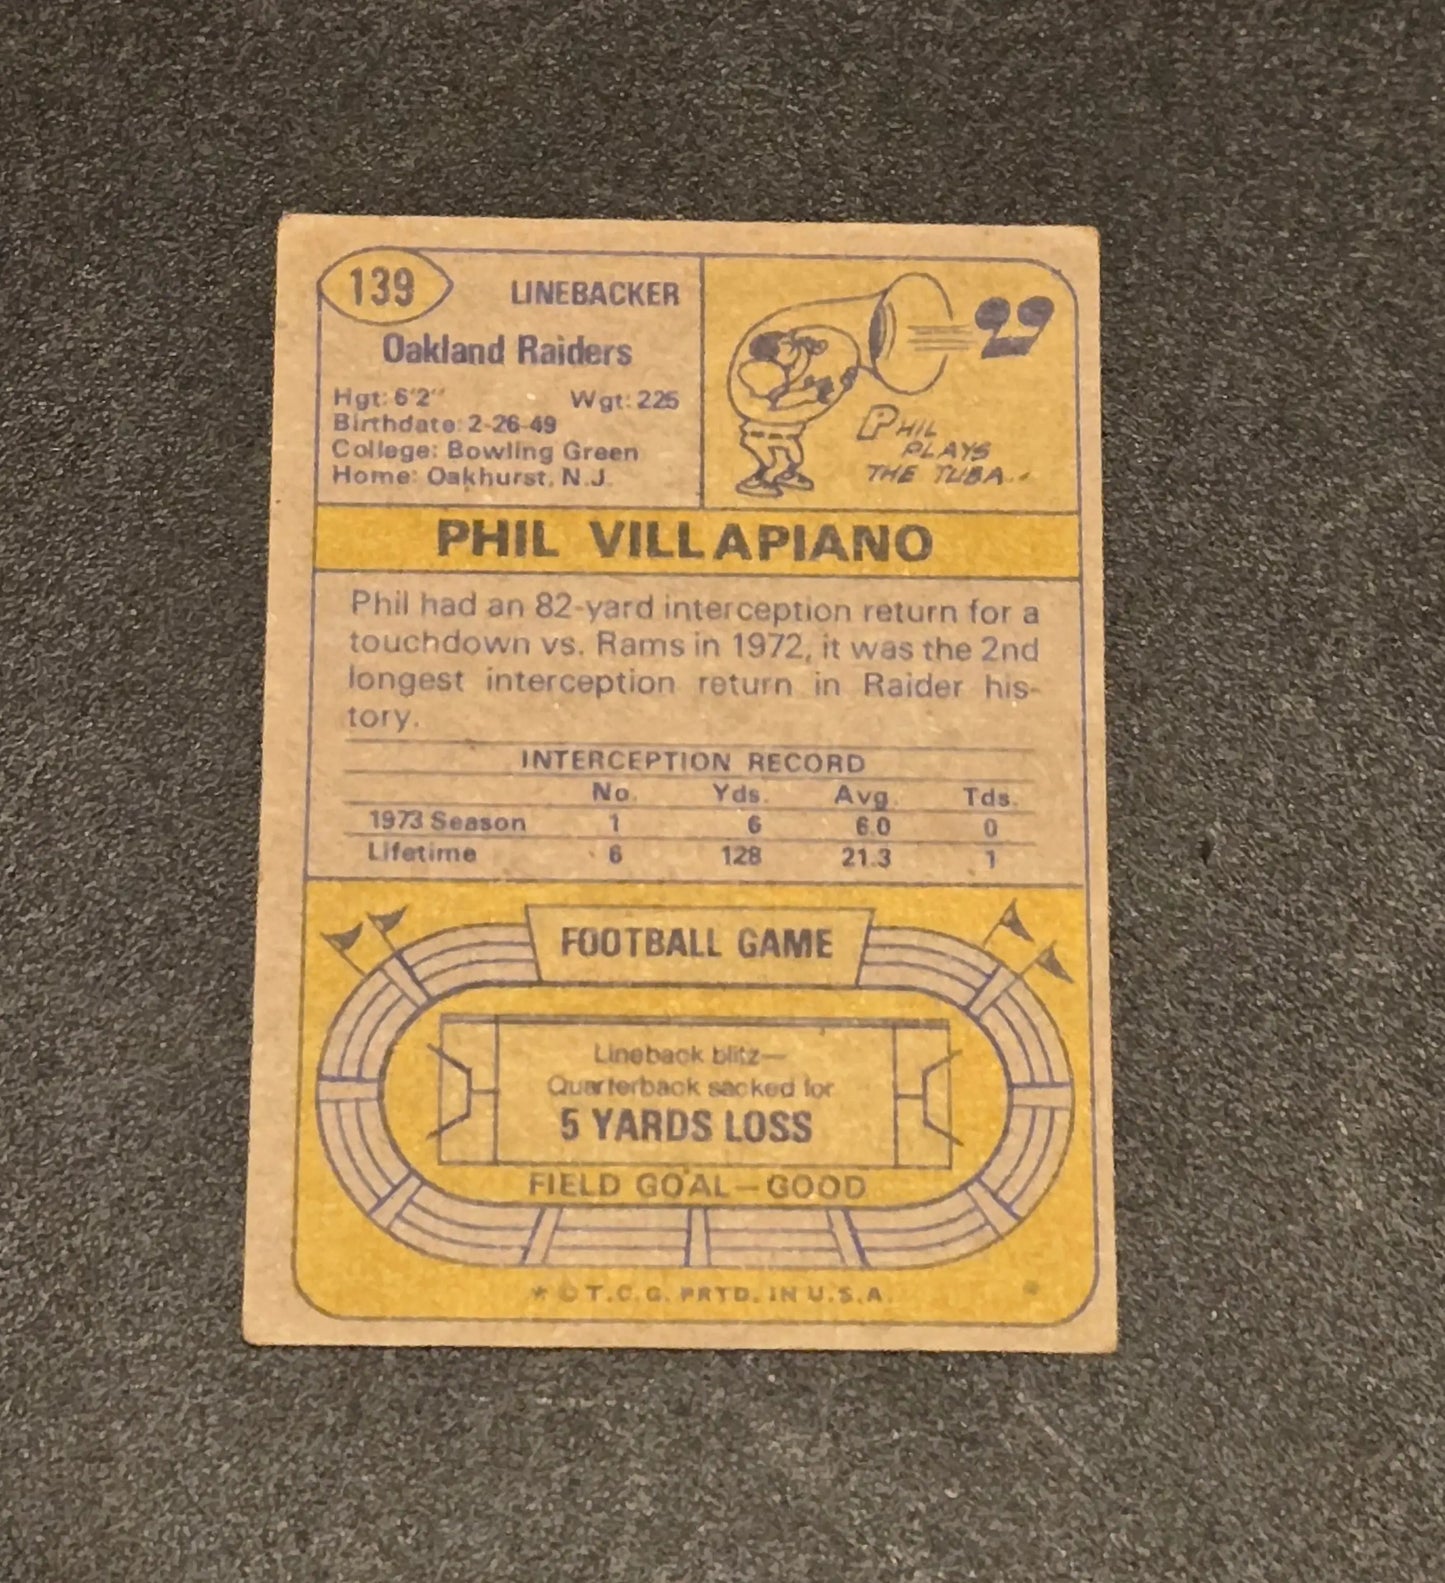 139
LINEBACKER
Oakland Raiders
Hgt: 6'2" Wgt: 225
Birthdate: 2-26-49
College: Bowling Green
Home: Oakhurst, N.J.
PHIL
PLAYS
THE TUBA..
PHIL VILLAPIANO
Phil had an 82-yard interception return for a
touchdown vs. Rams in 1972, it was the 2nd
longest interception return in Raider his-
tory.
INTERCEPTION RECORD
No. Yds. Avg. Tds.
1973 Season 1 6 6.0 0
Lifetime 6 128 21.3 1
FOOTBALL GAME
Lineback blitz—
Quarterback sacked for
5 YARDS LOSS
FIELD GOAL—GOOD
* © T.C.G. PRTD. IN U.S.A.